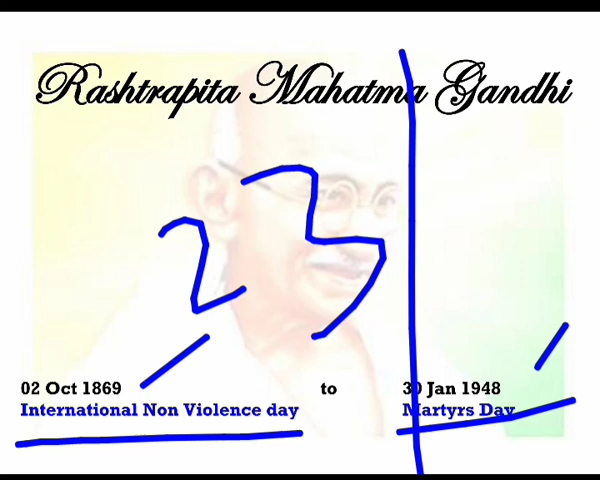 Rashtrapita Mahatma Gandhi
23
02 Oct 1869 to 30 Jan 1948
International Non Violence day Martyrs Day